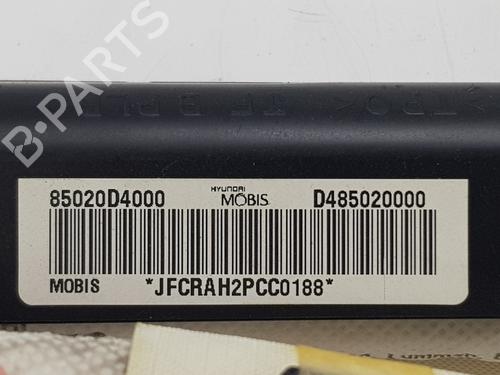 B-PARTS
85020D4000
HYUNDAI
MOBIS
D485020000
MOBIS
*JFCRAH2PCC0188*